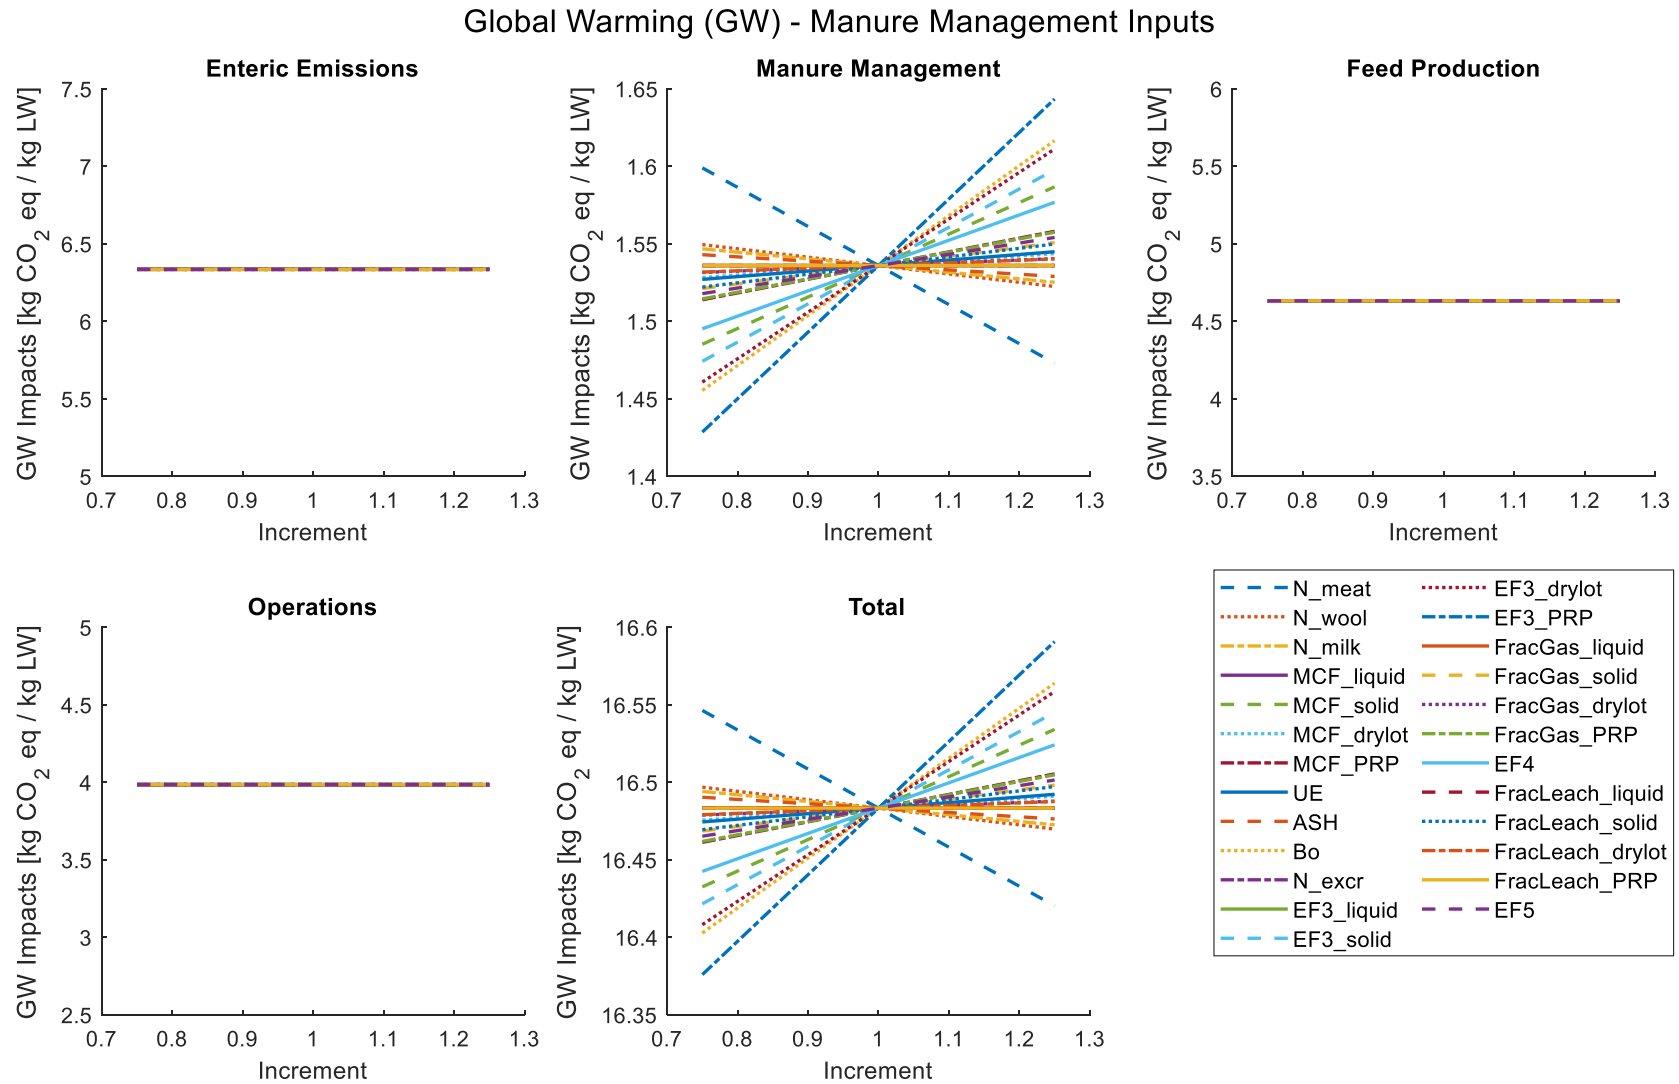 Global Warming (GW) - Manure Management Inputs
Enteric Emissions
GW Impacts [kg CO2 eq / kg LW]
7.5
7
6.5
6
5.5
5
0.7 0.8 0.9 1 1.1 1.2 1.3
Increment
Manure Management
GW Impacts [kg CO2 eq / kg LW]
1.65
1.6
1.55
1.5
1.45
1.4
0.7 0.8 0.9 1 1.1 1.2 1.3
Increment
Feed Production
GW Impacts [kg CO2 eq / kg LW]
6
5.5
5
4.5
4
3.5
0.7 0.8 0.9 1 1.1 1.2 1.3
Increment
Operations
GW Impacts [kg CO2 eq / kg LW]
5
4.5
4
3.5
3
2.5
0.7 0.8 0.9 1 1.1 1.2 1.3
Increment
Total
GW Impacts [kg CO2 eq / kg LW]
16.6
16.55
16.5
16.45
16.4
16.35
0.7 0.8 0.9 1 1.1 1.2 1.3
Increment
N_meat
N_wool
N_milk
MCF_liquid
MCF_solid
MCF_drylot
MCF_PRP
UE
ASH
Bo
N_excr
EF3_liquid
EF3_solid
EF3_drylot
EF3_PRP
FracGas_liquid
FracGas_solid
FracGas_drylot
FracGas_PRP
EF4
FracLeach_liquid
FracLeach_solid
FracLeach_drylot
FracLeach_PRP
EF5